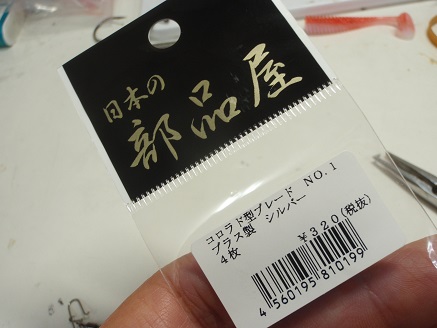 日本の
部品屋
コロラド型ブレード NO.1
ブラス製 シルバー
4枚
¥320(税抜)
4560195810199